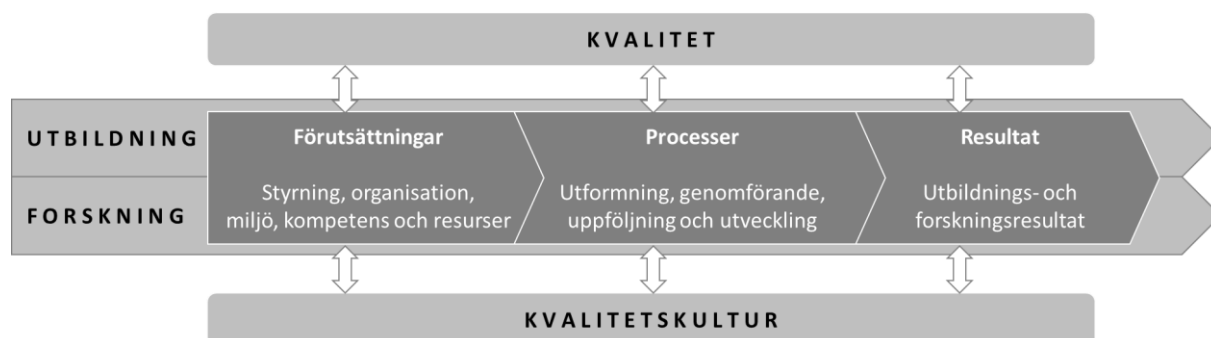 KVALITET
UTBILDNING
FORSKNING
Förutsättningar
Styrning, organisation,
miljö, kompetens och resurser
Processer
Utformning, genomförande,
uppföljning och utveckling
Resultat
Utbildnings- och
forskningsresultat
KVALITETSKULTUR